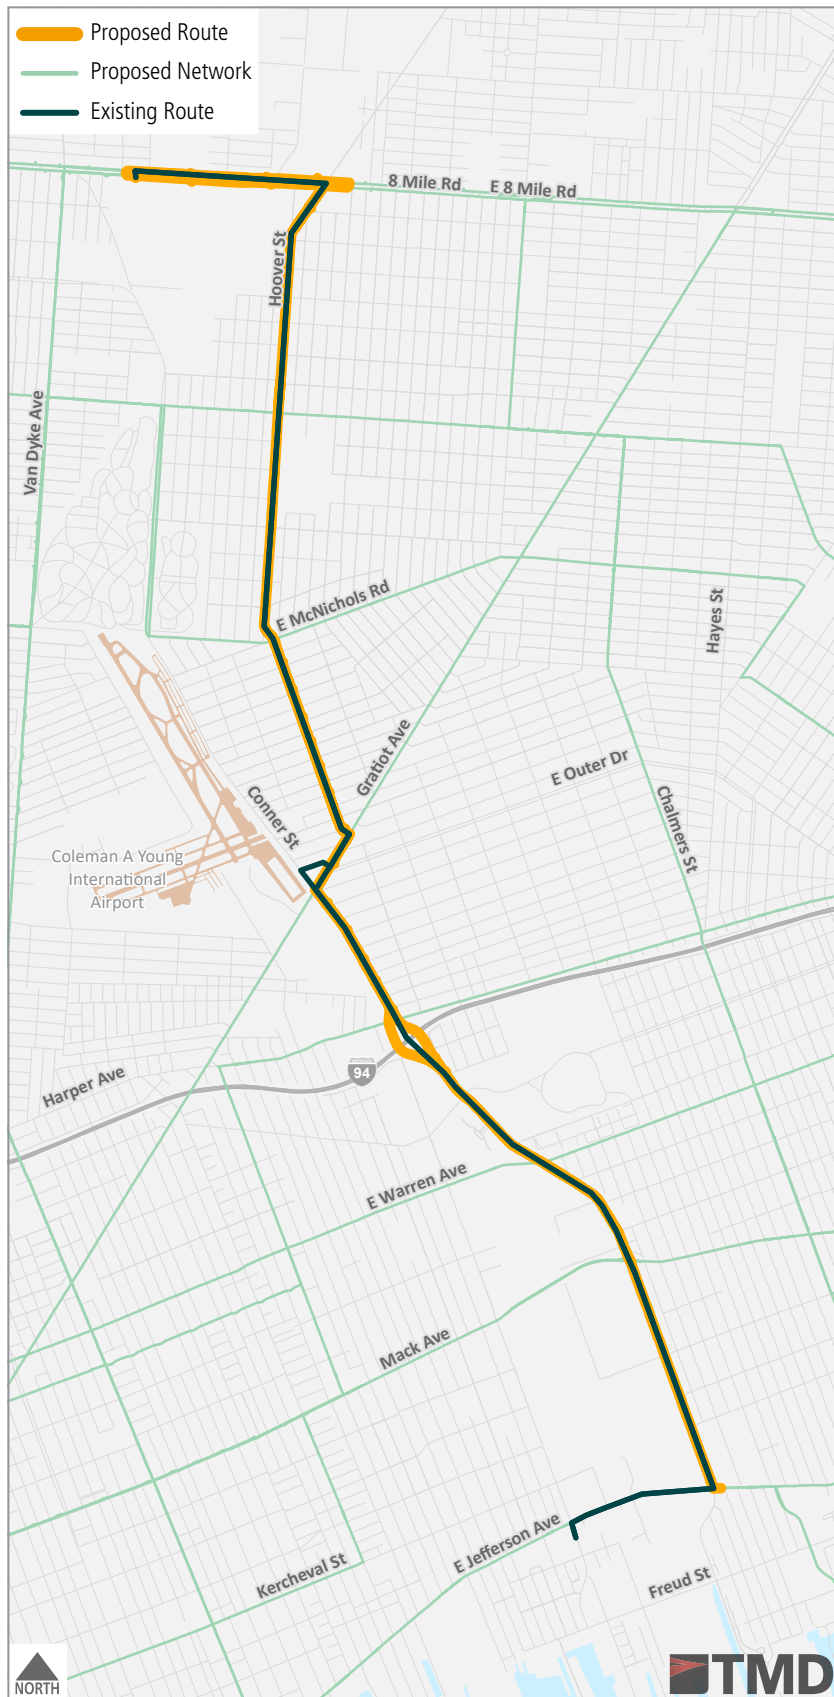 Proposed Route
Proposed Network
Existing Route
8 Mile Rd
E 8 Mile Rd
Hoover St
Van Dyke Ave
E McNichols Rd
Hayes St
Gratiot Ave
E Outer Dr
Conner St
Chalmers St
Coleman A Young
International
Airport
94
Harper Ave
E Warren Ave
Mack Ave
E Jefferson Ave
Kercheval St
Freud St
NORTH
TMD